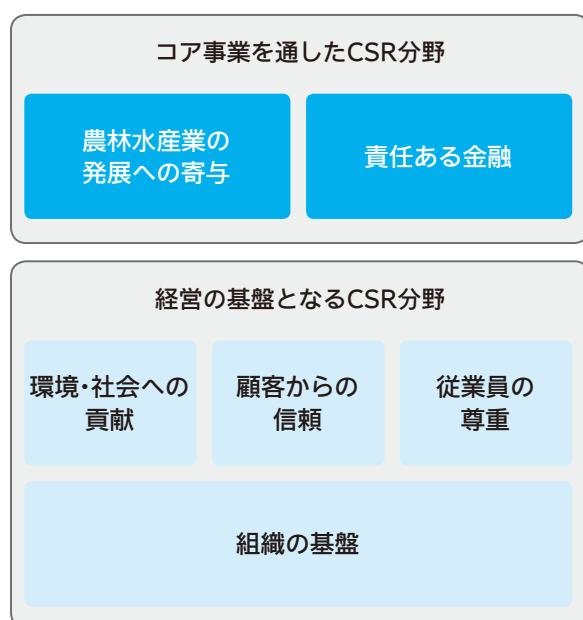 コア事業を通したCSR分野
農林水産業の
発展への寄与
責任ある金融
経営の基盤となるCSR分野
環境・社会への
貢献
顧客からの
信頼
従業員の
尊重
組織の基盤